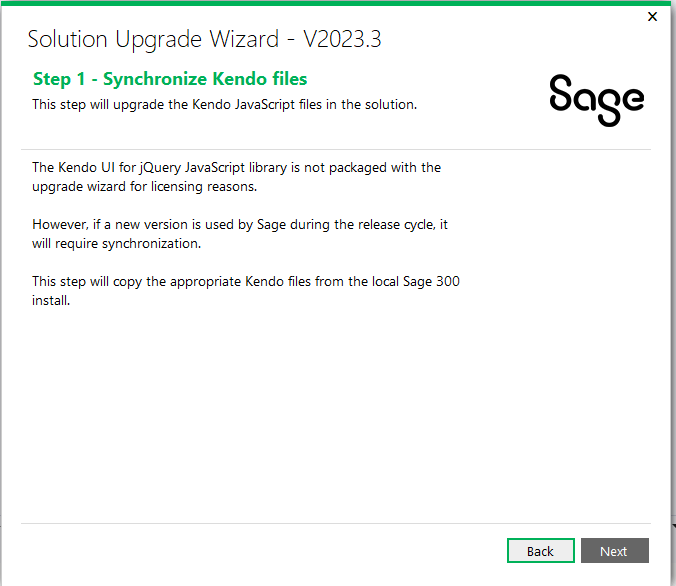 Solution Upgrade Wizard - V2023.3
Step 1 - Synchronize Kendo files
This step will upgrade the Kendo JavaScript files in the solution.
Sage
The Kendo UI for jQuery JavaScript library is not packaged with the
upgrade wizard for licensing reasons.
However, if a new version is used by Sage during the release cycle, it
will require synchronization.
This step will copy the appropriate Kendo files from the local Sage 300
install.
Back
Next